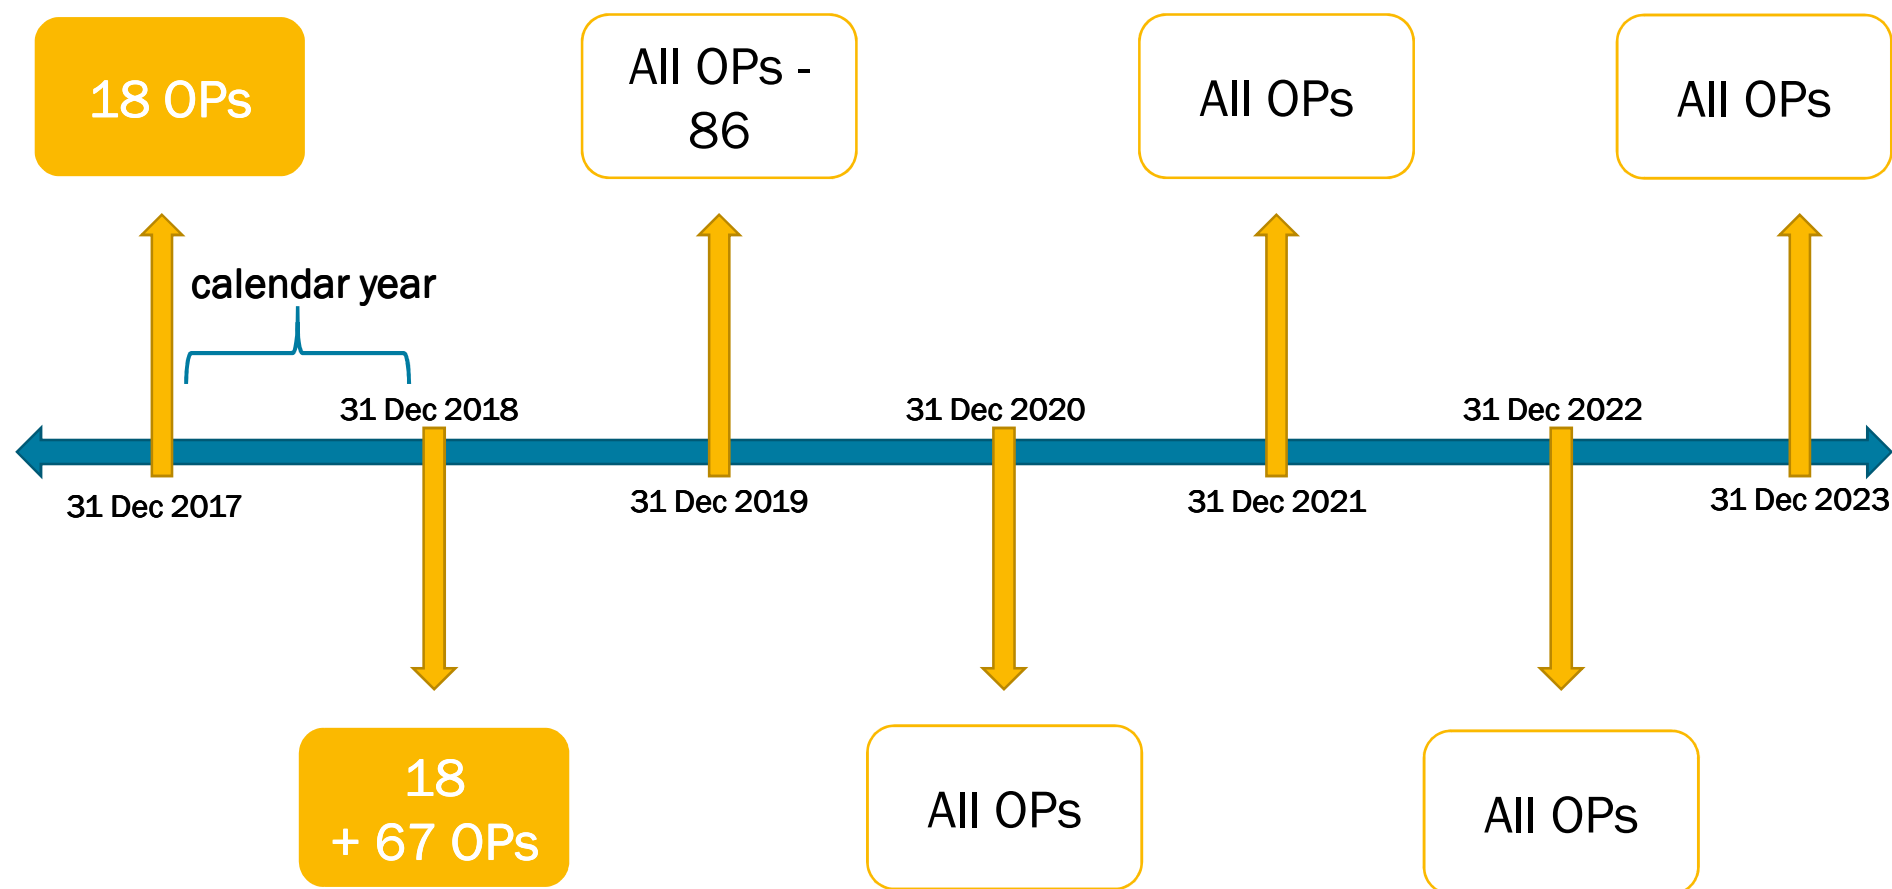 18 OPs
All OPs -
86
All OPs
All OPs
calendar year
31 Dec 2018
31 Dec 2020
31 Dec 2022
31 Dec 2017
31 Dec 2019
31 Dec 2021
31 Dec 2023
18
+ 67 OPs
All OPs
All OPs